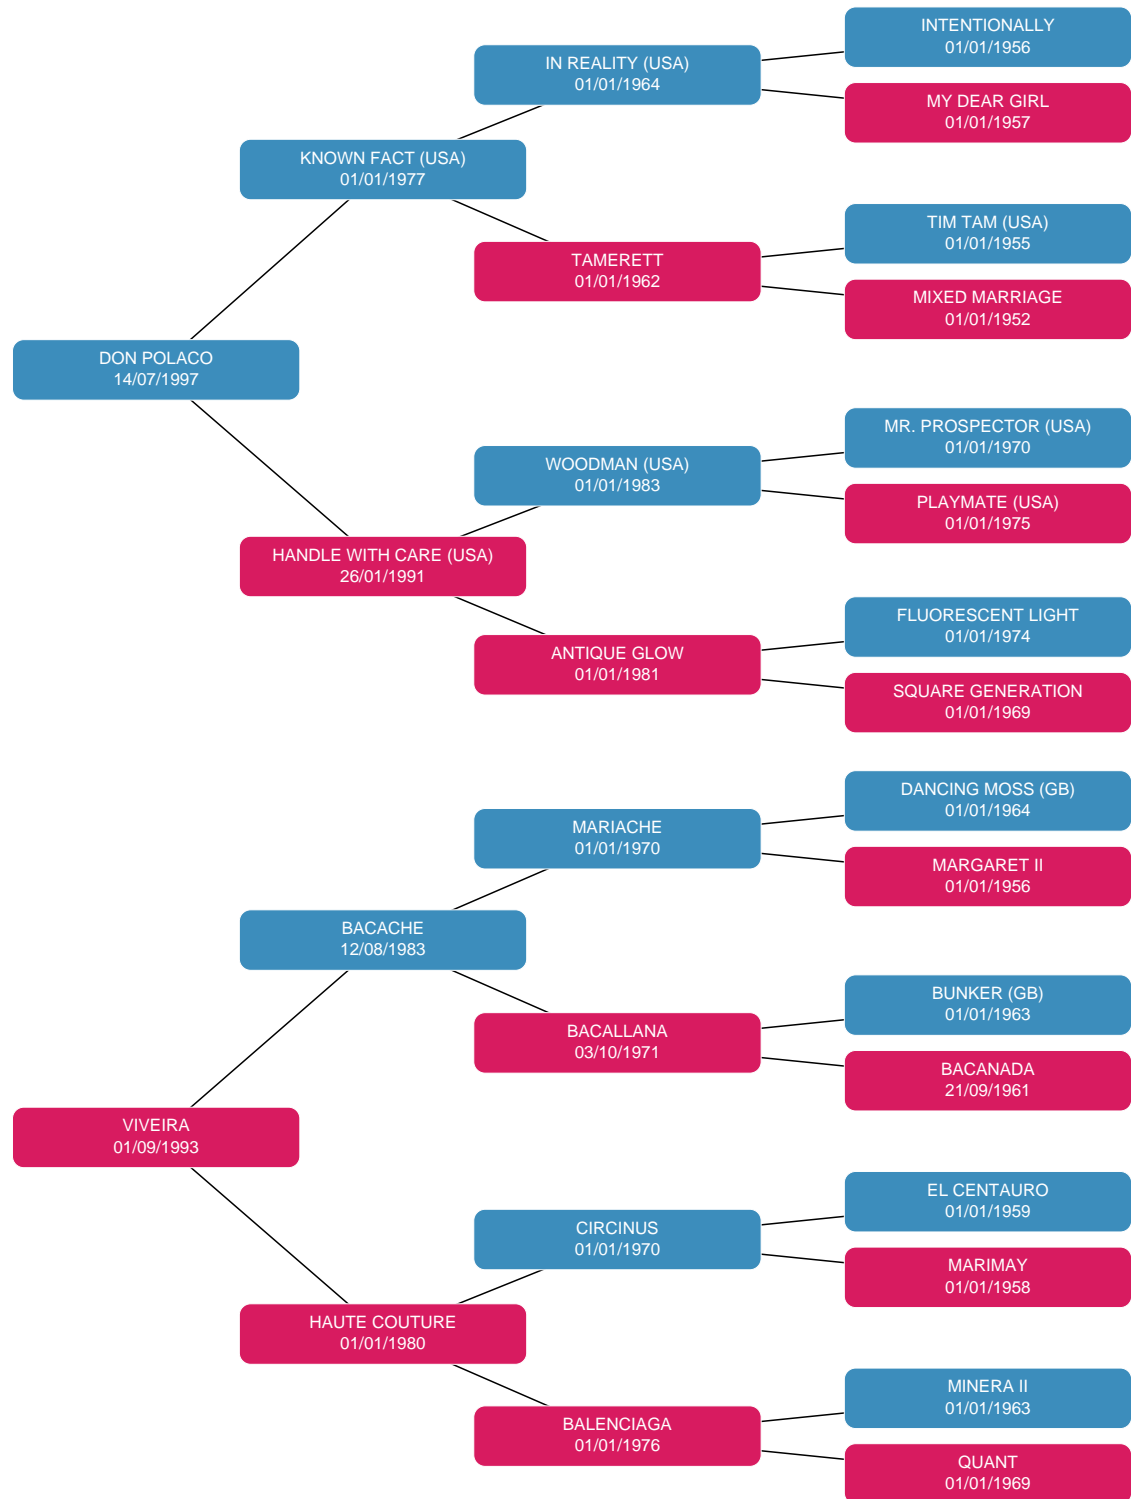 INTENTIONALLY
01/01/1956
IN REALITY (USA)
01/01/1964
MY DEAR GIRL
01/01/1957
KNOWN FACT (USA)
01/01/1977
TIM TAM (USA)
01/01/1955
TAMERETT
01/01/1962
MIXED MARRIAGE
01/01/1952
DON POLACO
14/07/1997
MR. PROSPECTOR (USA)
01/01/1970
WOODMAN (USA)
01/01/1983
PLAYMATE (USA)
01/01/1975
HANDLE WITH CARE (USA)
26/01/1991
FLUORESCENT LIGHT
01/01/1974
ANTIQUE GLOW
01/01/1981
SQUARE GENERATION
01/01/1969
DANCING MOSS (GB)
01/01/1964
MARIACHE
01/01/1970
MARGARET II
01/01/1956
BACACHE
12/08/1983
BUNKER (GB)
01/01/1963
BACALLANA
03/10/1971
BACANADA
21/09/1961
VIVEIRA
01/09/1993
EL CENTAURO
01/01/1959
CIRCINUS
01/01/1970
MARIMAY
01/01/1958
HAUTE COUTURE
01/01/1980
MINERA II
01/01/1963
BALENCIAGA
01/01/1976
QUANT
01/01/1969